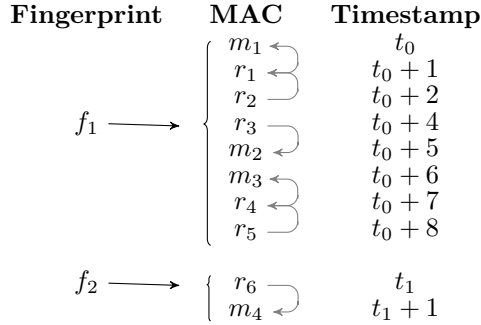 Fingerprint MAC Timestamp
m₁ t₀
r₁ t₀ + 1
r₂ t₀ + 2
f₁ r₃ t₀ + 4
m₂ t₀ + 5
m₃ t₀ + 6
r₄ t₀ + 7
r₅ t₀ + 8
f₂ r₆ t₁
m₄ t₁ + 1